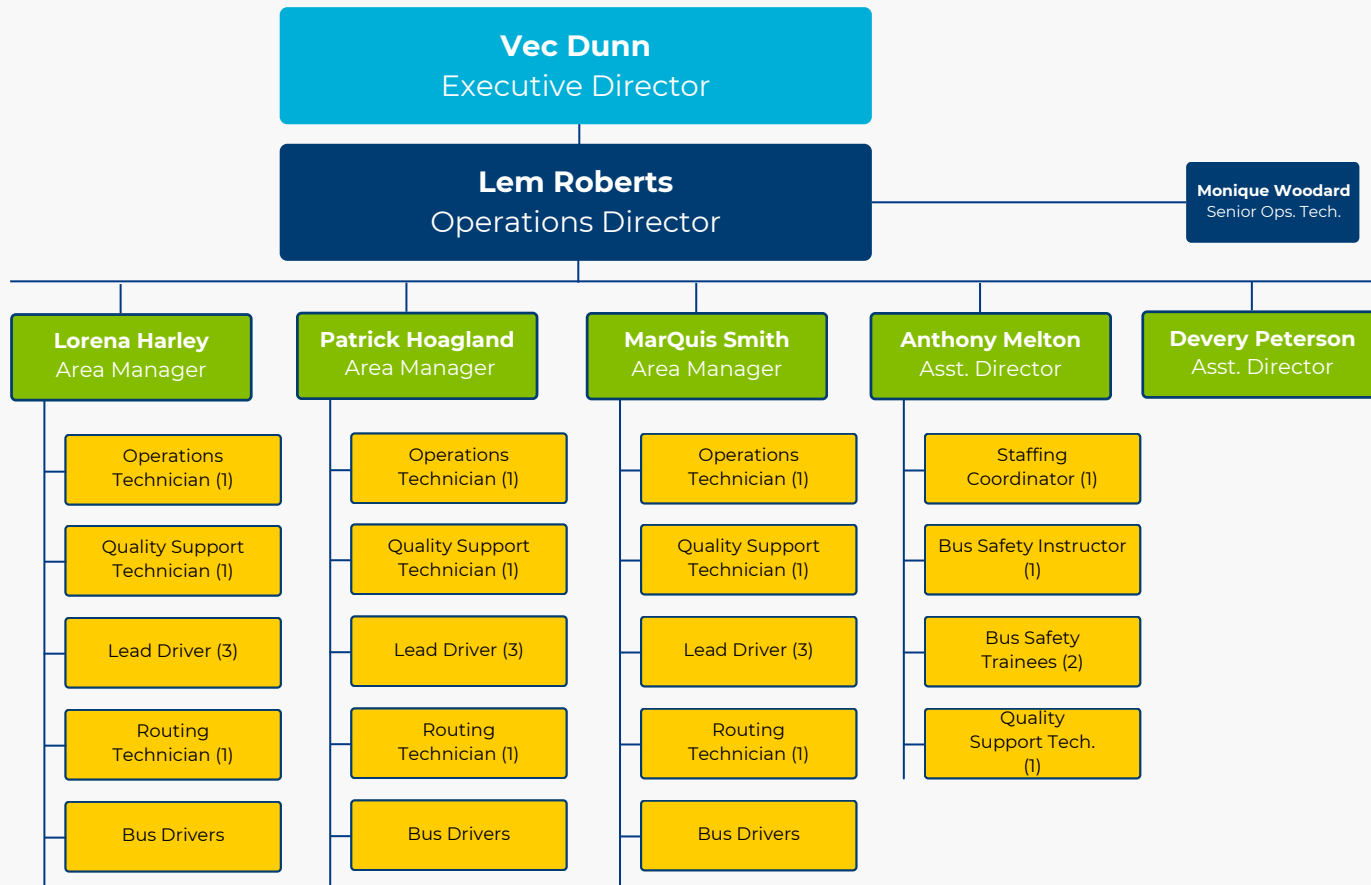 Vec Dunn
Executive Director
Lem Roberts
Operations Director
Monique Woodard
Senior Ops. Tech.
Lorena Harley
Area Manager
Patrick Hoagland
Area Manager
MarQuis Smith
Area Manager
Anthony Melton
Asst. Director
Devery Peterson
Asst. Director
Operations
Technician (1)
Quality Support
Technician (1)
Lead Driver (3)
Routing
Technician (1)
Bus Drivers
Operations
Technician (1)
Quality Support
Technician (1)
Lead Driver (3)
Routing
Technician (1)
Bus Drivers
Operations
Technician (1)
Quality Support
Technician (1)
Lead Driver (3)
Routing
Technician (1)
Bus Drivers
Staffing
Coordinator (1)
Bus Safety Instructor
(1)
Bus Safety
Trainees (2)
Quality
Support Tech.
(1)